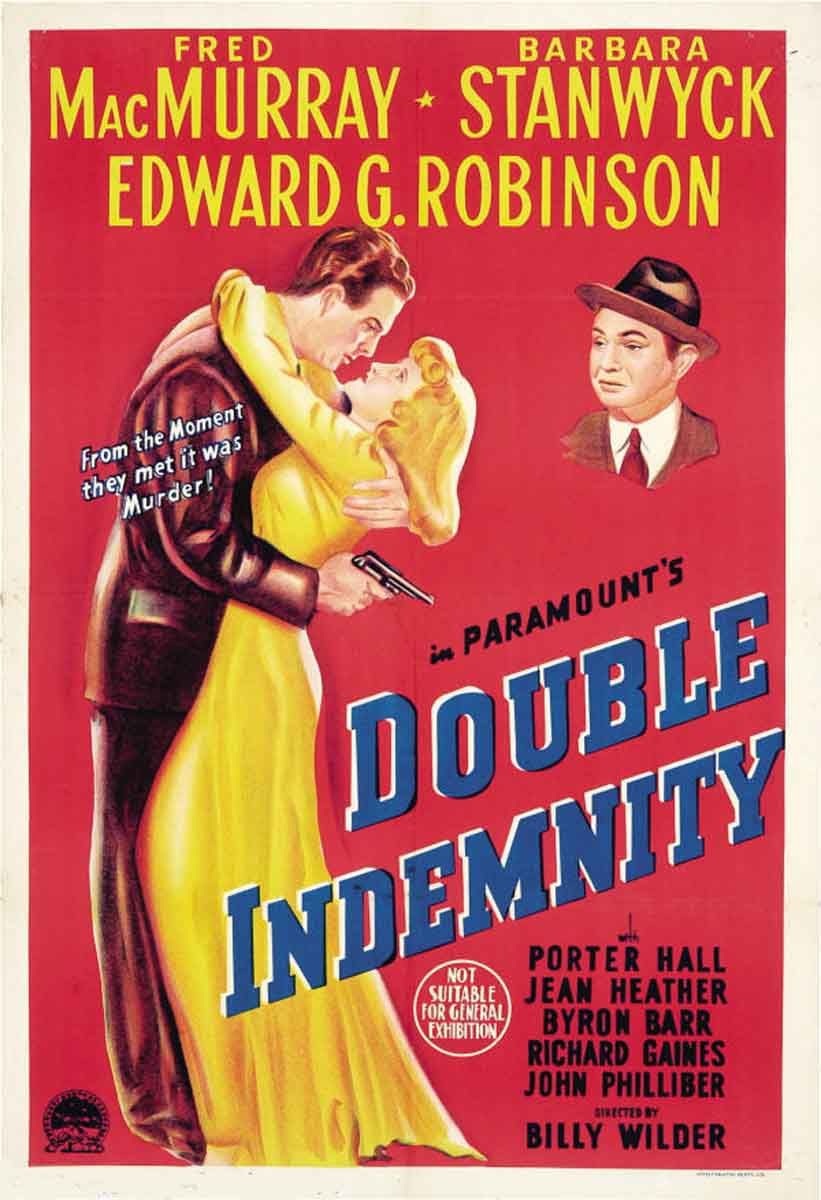 FRED
BARBARA
MACMURRAY ★ STANWYCK
EDWARD G. ROBINSON
From the Moment
they met it was
Murder!
in PARAMOUNT'S
DOUBLE
INDEMNITY
with
PORTER HALL
JEAN HEATHER
BYRON BARR
RICHARD GAINES
JOHN PHILLIBER
DIRECTED BY
BILLY WILDER
NOT
SUITABLE
FOR GENERAL
EXHIBITION